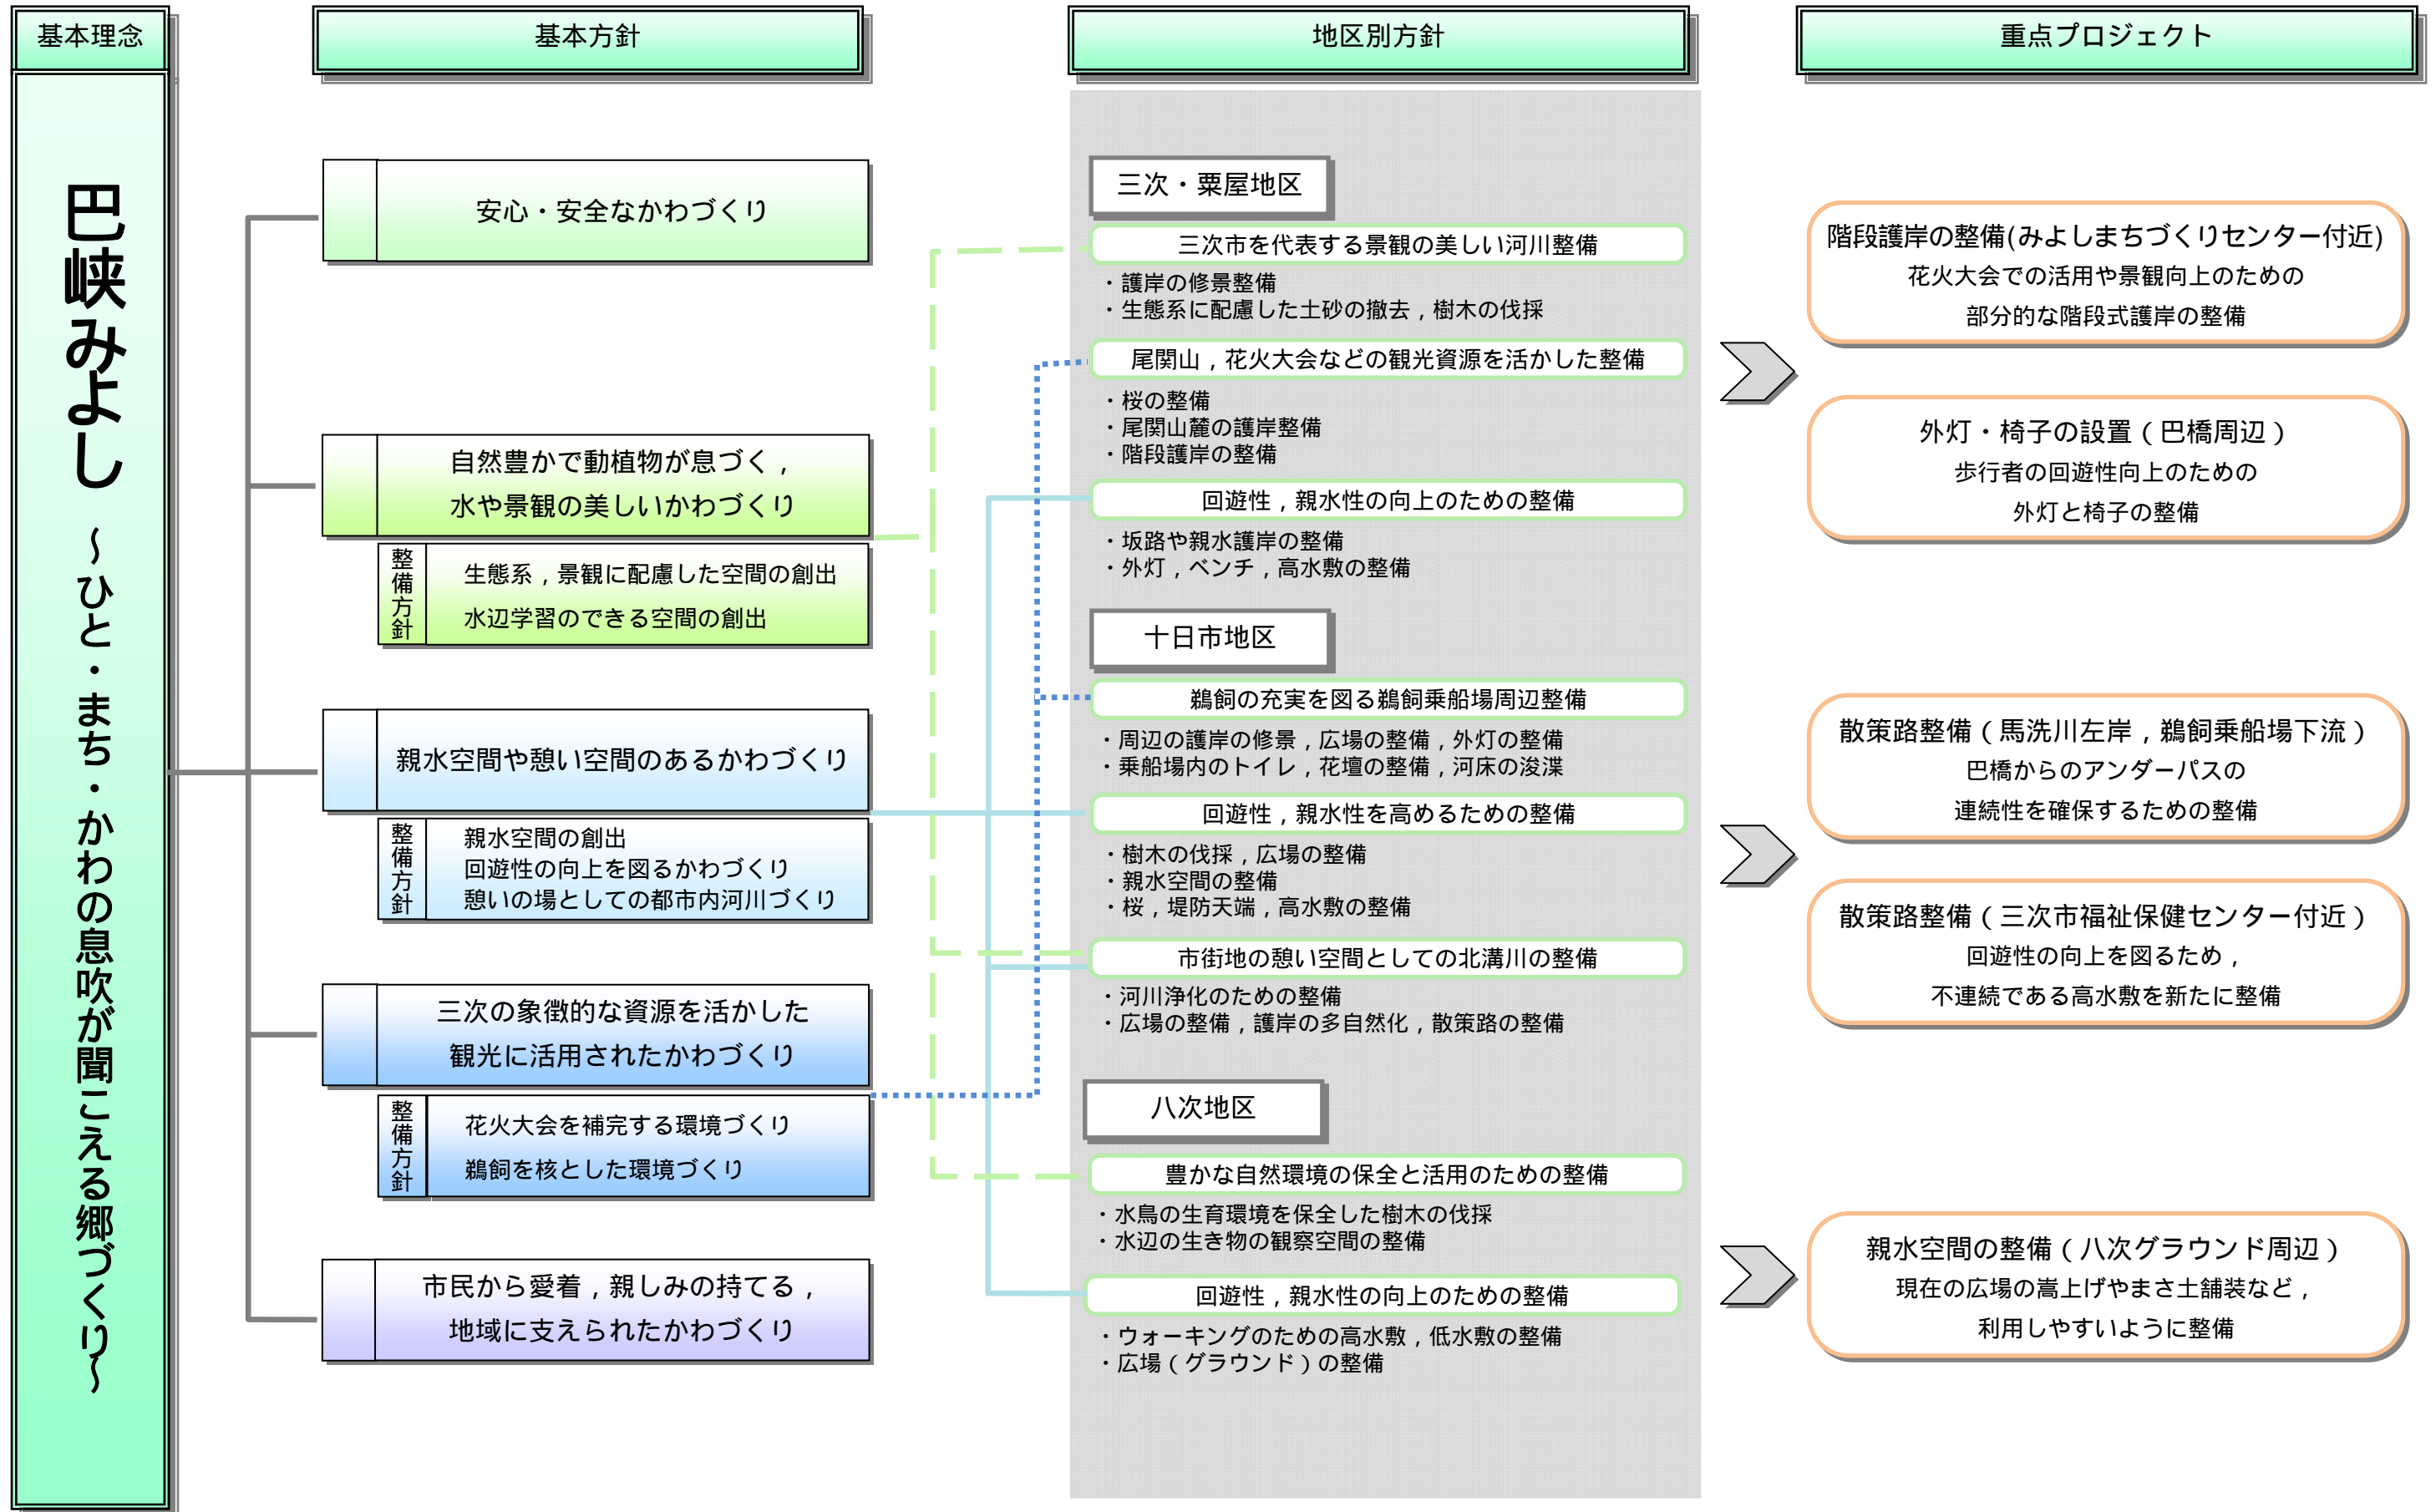 基本理念
巴峡みよし ～ひと・まち・かわの息吹が聞こえる郷づくり～
基本方針
安心・安全なかわづくり
自然豊かで動植物が息づく，
水や景観の美しいかわづくり
整備方針
生態系，景観に配慮した空間の創出
水辺学習のできる空間の創出
親水空間や憩い空間のあるかわづくり
整備方針
親水空間の創出
回遊性の向上を図るかわづくり
憩いの場としての都市内河川づくり
三次の象徴的な資源を活かした
観光に活用されたかわづくり
整備方針
花火大会を補完する環境づくり
鵜飼を核とした環境づくり
市民から愛着，親しみの持てる，
地域に支えられたかわづくり
地区別方針
三次・粟屋地区
三次市を代表する景観の美しい河川整備
・護岸の修景整備
・生態系に配慮した土砂の撤去，樹木の伐採
尾関山，花火大会などの観光資源を活かした整備
・桜の整備
・尾関山麓の護岸整備
・階段護岸の整備
回遊性，親水性の向上のための整備
・坂路や親水護岸の整備
・外灯，ベンチ，高水敷の整備
十日市地区
鵜飼の充実を図る鵜飼乗船場周辺整備
・周辺の護岸の修景，広場の整備，外灯の整備
・乗船場内のトイレ，花壇の整備，河床の浚渫
回遊性，親水性を高めるための整備
・樹木の伐採，広場の整備
・親水空間の整備
・桜，堤防天端，高水敷の整備
市街地の憩い空間としての北溝川の整備
・河川浄化のための整備
・広場の整備，護岸の多自然化，散策路の整備
八次地区
豊かな自然環境の保全と活用のための整備
・水鳥の生育環境を保全した樹木の伐採
・水辺の生き物の観察空間の整備
回遊性，親水性の向上のための整備
・ウォーキングのための高水敷，低水敷の整備
・広場（グラウンド）の整備
重点プロジェクト
階段護岸の整備(みよしまちづくりセンター付近)
花火大会での活用や景観向上のための
部分的な階段式護岸の整備
外灯・椅子の設置（巴橋周辺）
歩行者の回遊性向上のための
外灯と椅子の整備
散策路整備（馬洗川左岸，鵜飼乗船場下流）
巴橋からのアンダーパスの
連続性を確保するための整備
散策路整備（三次市福祉保健センター付近）
回遊性の向上を図るため，
不連続である高水敷を新たに整備
親水空間の整備（八次グラウンド周辺）
現在の広場の嵩上げやまさ土舗装など，
利用しやすいように整備